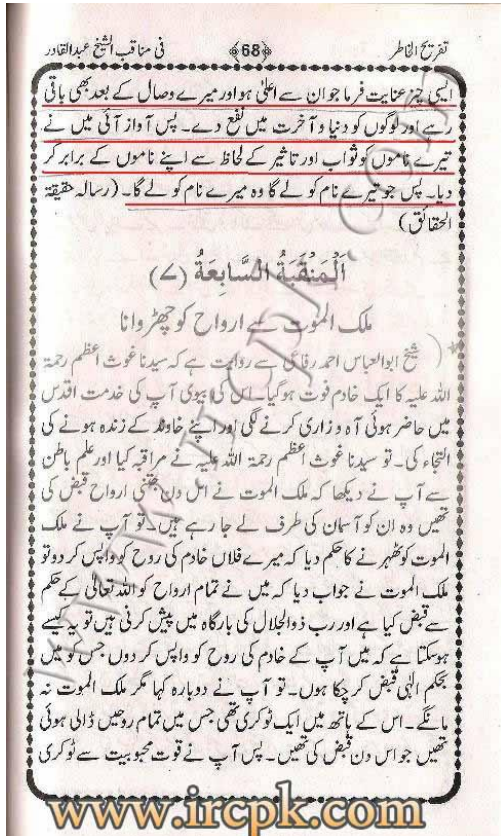 تفریح الخاطر ﴿68﴾ فی مناقب الشیخ عبدالقادر
ایسی چیز عنایت فرما جو ان سے اعلیٰ ہو اور میرے وصال کے بعد بھی باقی
رہے اور لوگوں کو دنیا و آخرت میں نفع دے۔ پس آواز آئی میں نے
تیرے ناموں کو ثواب اور تاثیر کے لحاظ سے اپنے ناموں کے برابر کر
دیا۔ پس جو تیرے نام کو لے گا وہ میرے نام کو لے گا۔ (رسالہ حقیقۃ
الحقائق)
اَلْمَنْقَبَةُ السَّابِعَةُ (۷)
ملک الموت سے ارواح کو چھڑوانا
شیخ ابوالعباس احمد رفاعی سے روایت ہے کہ سیدنا غوث اعظم رحمۃ
اللہ علیہ کا ایک خادم فوت ہوگیا۔ اس کی بیوی آپ کی خدمت اقدس
میں حاضر ہوئی آہ و زاری کرنے لگی اور اپنے خاوند کے زندہ ہونے کی
التجاء کی۔ تو سیدنا غوث اعظم رحمۃ اللہ علیہ نے مراقبہ کیا اور علم باطن
سے آپ نے دیکھا کہ ملک الموت نے اس دن جتنی ارواح قبض کی
تھیں وہ ان کو آسمان کی طرف لے جا رہے ہیں۔ تو آپ نے ملک
الموت کو ٹھہرنے کا حکم دیا کہ میرے فلاں خادم کی روح کو واپس کر دو تو
ملک الموت نے جواب دیا کہ میں نے تمام ارواح کو اللہ تعالیٰ کے حکم
سے قبض کیا ہے اور رب ذوالجلال کی بارگاہ میں پیش کرنی ہیں تو یہ کیسے
ہوسکتا ہے کہ میں آپ کے خادم کی روح کو واپس کر دوں جس کو میں
بحکم الٰہی قبض کر چکا ہوں۔ تو آپ نے دوبارہ کہا مگر ملک الموت نہ
مانگے۔ اس کے ہاتھ میں ایک ٹوکری تھی جس میں تمام روحیں ڈالی ہوئی
تھیں جو اس دن قبض کی تھیں۔ پس آپ نے قوت محبوبیت سے ٹوکری
www.ircpk.com